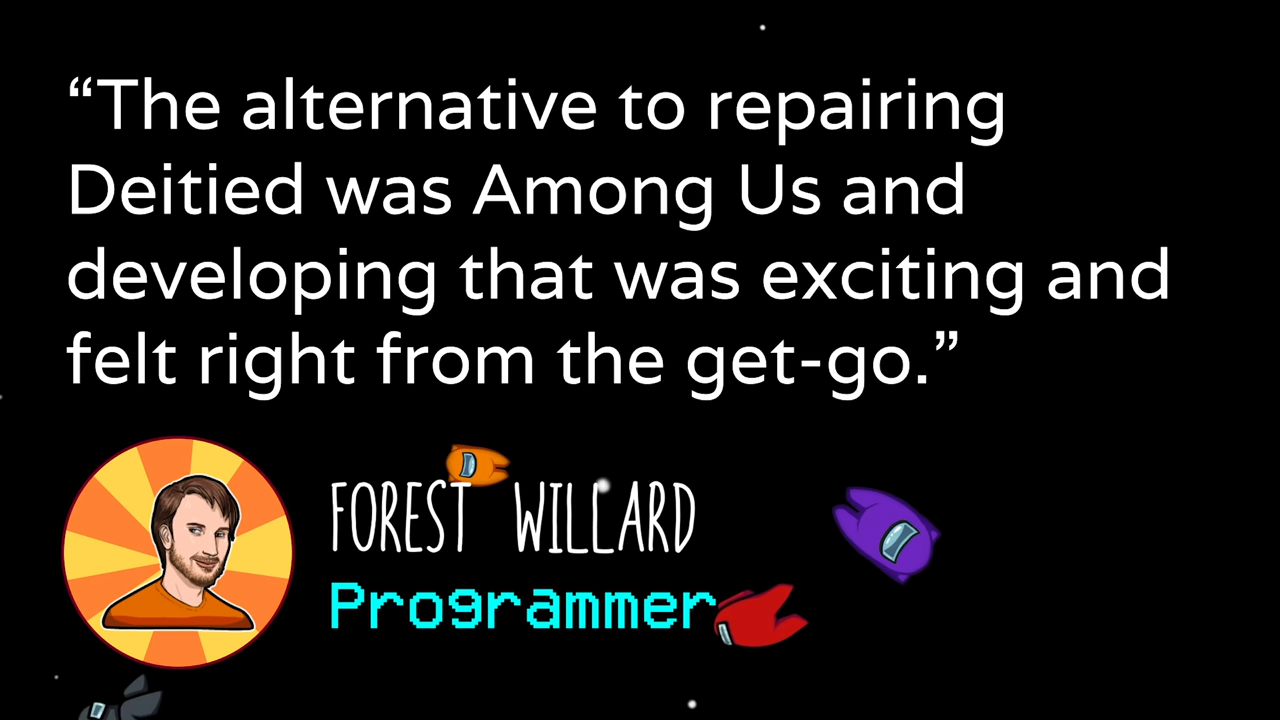 “The alternative to repairing
Deitied was Among Us and
developing that was exciting and
felt right from the get-go.”
FOREST WILLARD
Programmer